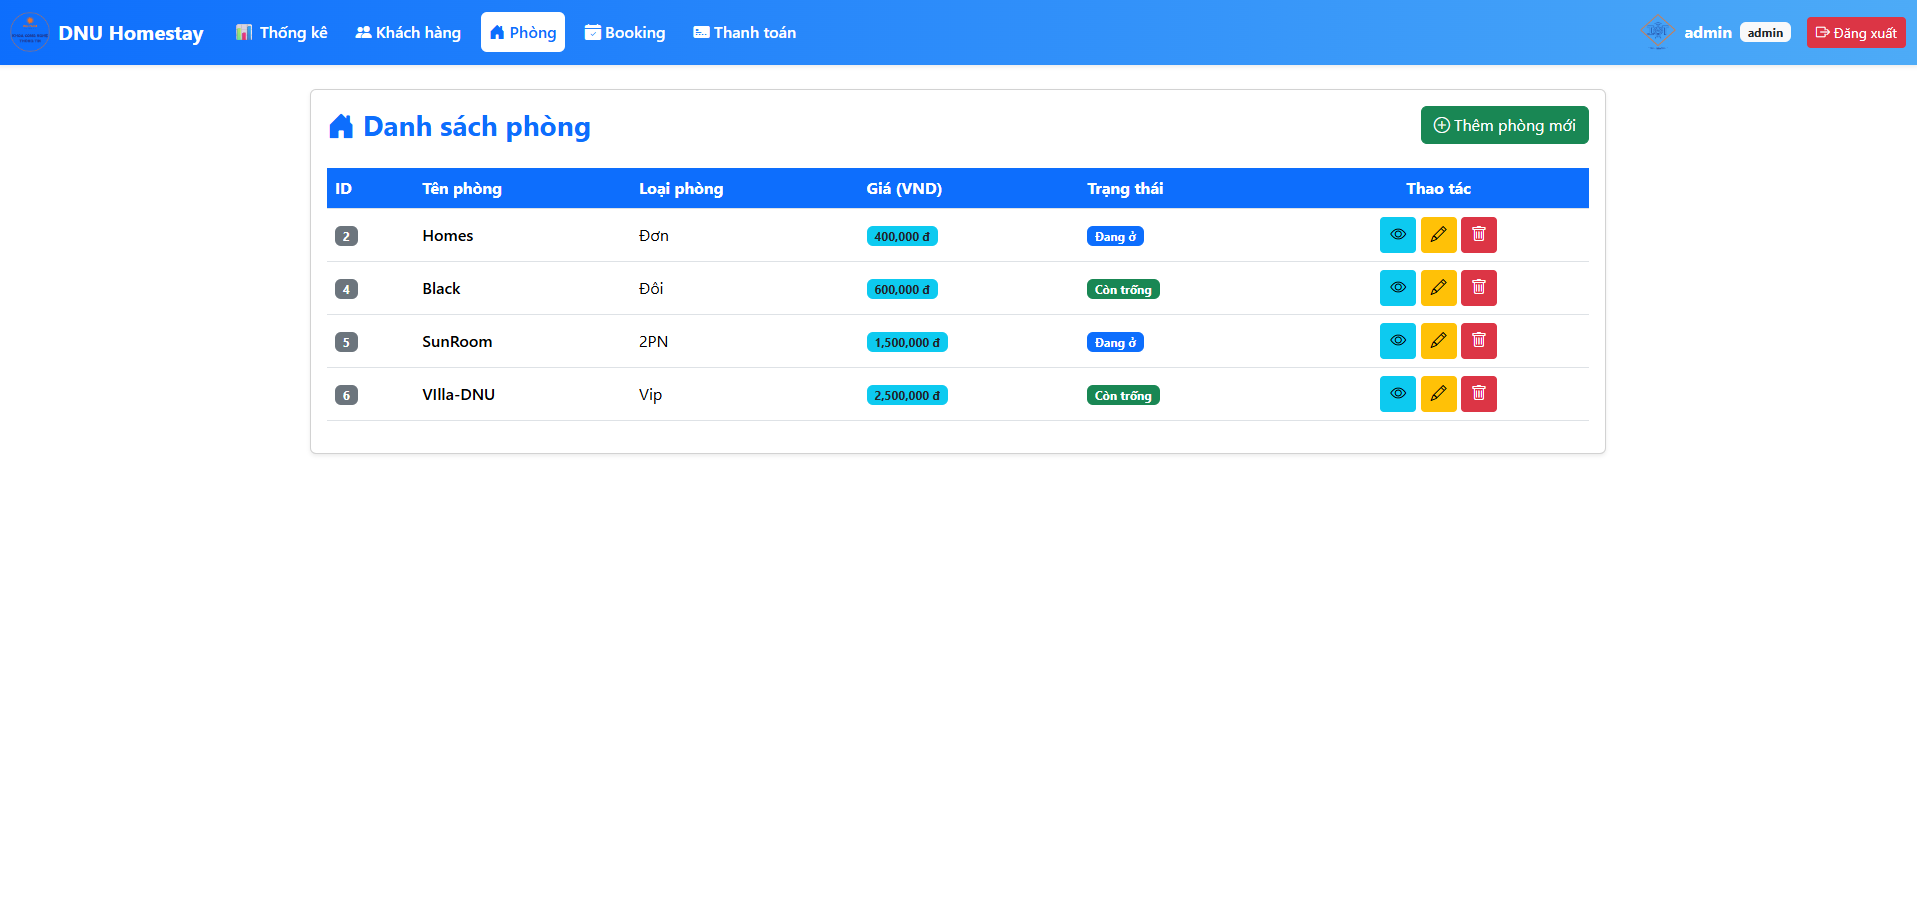 DNU Homestay Thống kê Khách hàng Phòng Booking Thanh toán admin admin Đăng xuất
Danh sách phòng Thêm phòng mới
ID Tên phòng Loại phòng Giá (VND) Trạng thái Thao tác
2 Homes Đơn 400,000 đ Đang ở
4 Black Đôi 600,000 đ Còn trống
5 SunRoom 2PN 1,500,000 đ Đang ở
6 VIlla-DNU Vip 2,500,000 đ Còn trống